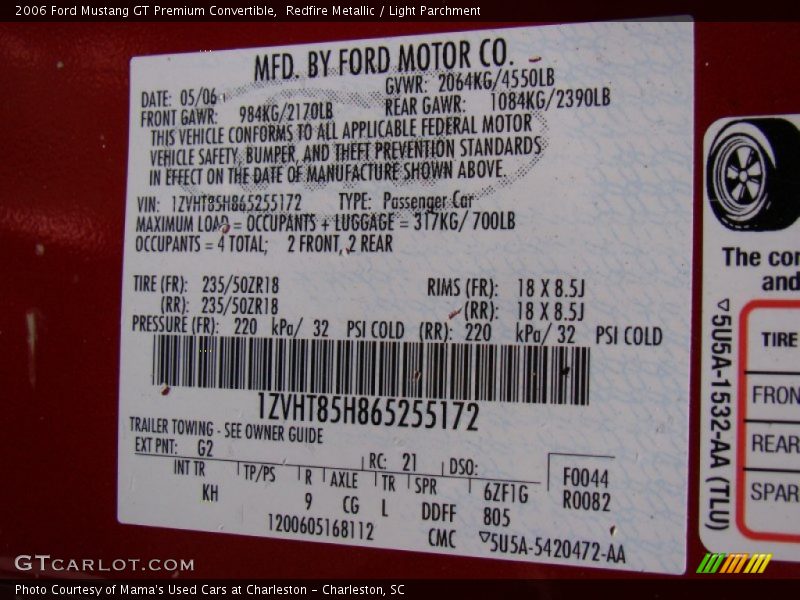 2006 Ford Mustang GT Premium Convertible,  Redfire Metallic / Light Parchment
MFD. BY FORD MOTOR CO.
DATE: 05/06 GVWR: 2064KG/4550LB
FRONT GAWR: 984KG/2170LB REAR GAWR: 1084KG/2390LB
THIS VEHICLE CONFORMS TO ALL APPLICABLE FEDERAL MOTOR
VEHICLE SAFETY, BUMPER, AND THEFT PREVENTION STANDARDS
IN EFFECT ON THE DATE OF MANUFACTURE SHOWN ABOVE.
VIN: 1ZVHT85H865255172 TYPE: Passenger Car
MAXIMUM LOAD = OCCUPANTS + LUGGAGE = 317KG/ 700LB
OCCUPANTS = 4 TOTAL; 2 FRONT, 2 REAR
TIRE (FR): 235/50ZR18 RIMS (FR): 18 X 8.5J
(RR): 235/50ZR18 (RR): 18 X 8.5J
PRESSURE (FR): 220 kPa/ 32 PSI COLD (RR): 220 kPa/ 32 PSI COLD
1ZVHT85H865255172
TRAILER TOWING - SEE OWNER GUIDE
EXT PNT: G2 RC: 21 DSO: F0044
INT TR TP/PS R AXLE TR SPR 6ZF1G R0082
KH 9 CG L DDFF 805
1200605168112 CMC ▽5U5A-5420472-AA
The
and
▽5U5A-1532-AA (TLU)
TIRE
FRON
REAR
SPAR
GTCARLOT.COM
Photo Courtesy of Mama's Used Cars at Charleston - Charleston, SC